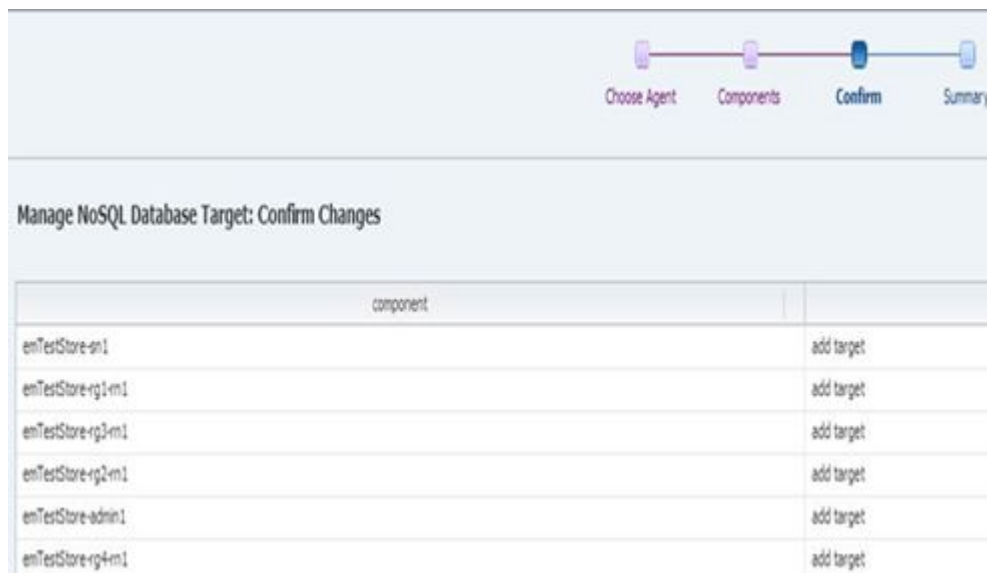 Choose Agent Components Confirm Summary
Manage NoSQL Database Target: Confirm Changes
component
emTestStore-sn1 add target
emTestStore-rg1-rn1 add target
emTestStore-rg3-rn1 add target
emTestStore-rg2-rn1 add target
emTestStore-admin1 add target
emTestStore-rg4-rn1 add target